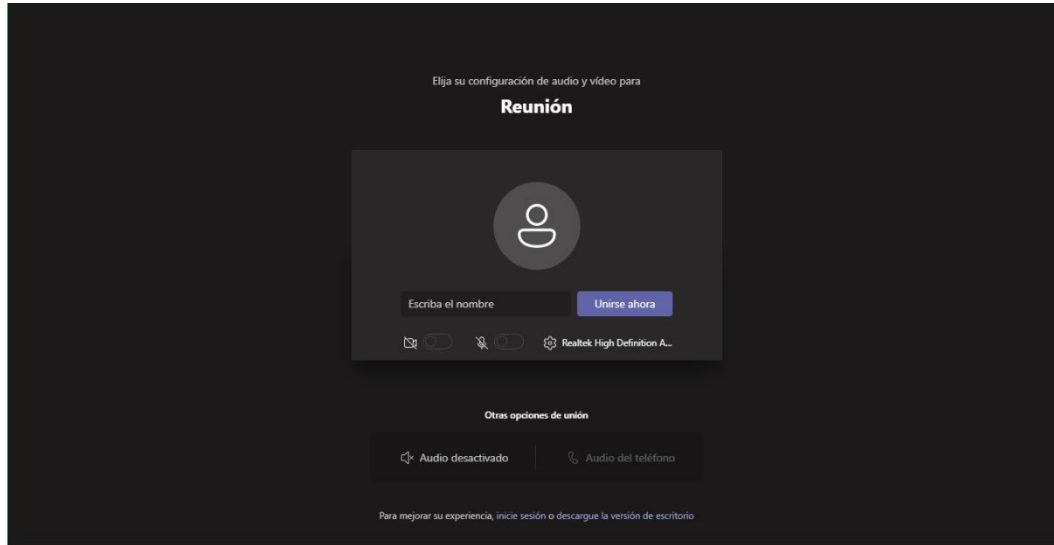 Elija su configuración de audio y vídeo para
Reunión
Escriba el nombre
Unirse ahora
Realtek High Definition A...
Otras opciones de unión
Audio desactivado
Audio del teléfono
Para mejorar su experiencia, inicie sesión o descargue la versión de escritorio